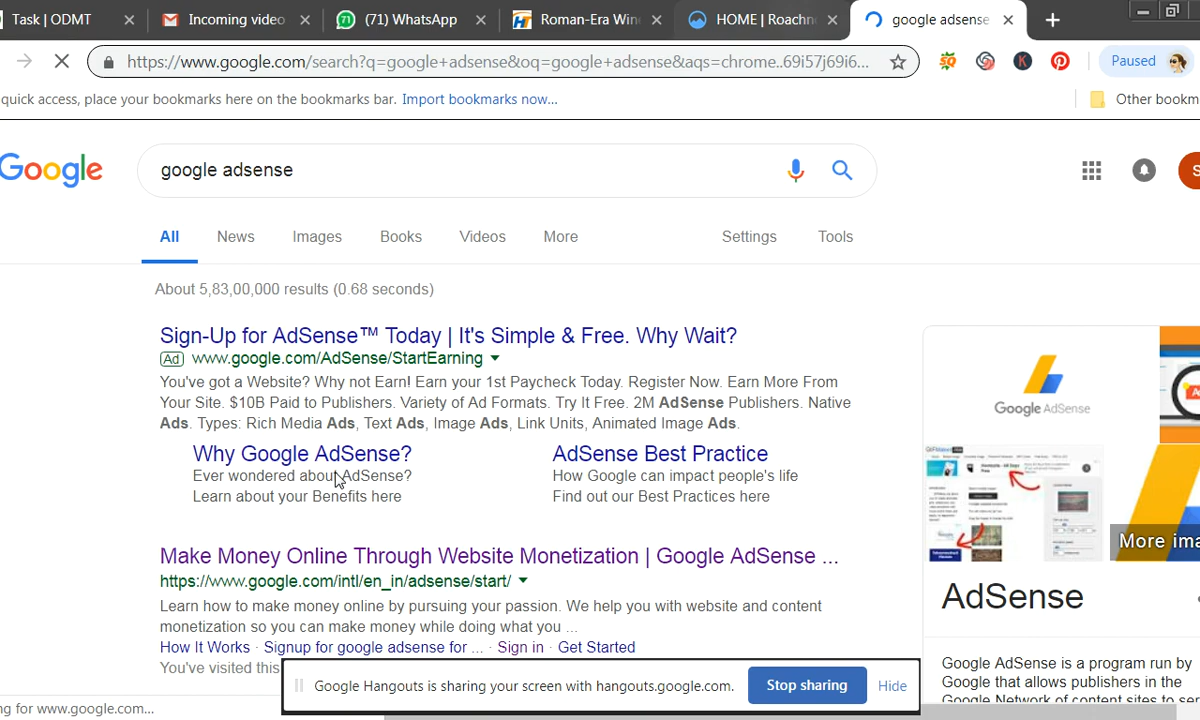 Task | ODMT
Incoming video
(71) WhatsApp
Roman-Era Win
HOME | Roachn
google adsense
https://www.google.com/search?q=google+adsense&oq=google+adsense&aqs=chrome..69i57j69i6...
Paused
quick access, place your bookmarks here on the bookmarks bar. Import bookmarks now...
Other bookm
Google
google adsense
All
News
Images
Books
Videos
More
Settings
Tools
About 5,83,00,000 results (0.68 seconds)
Sign-Up for AdSense™ Today | It's Simple & Free. Why Wait?
Ad www.google.com/AdSense/StartEarning
You've got a Website? Why not Earn! Earn your 1st Paycheck Today. Register Now. Earn More From
Your Site. $10B Paid to Publishers. Variety of Ad Formats. Try It Free. 2M AdSense Publishers. Native
Ads. Types: Rich Media Ads, Text Ads, Image Ads, Link Units, Animated Image Ads.
Why Google AdSense?
Ever wondered about AdSense?
Learn about your Benefits here
AdSense Best Practice
How Google can impact people's life
Find out our Best Practices here
Make Money Online Through Website Monetization | Google AdSense ...
https://www.google.com/intl/en_in/adsense/start/
Learn how to make money online by pursuing your passion. We help you with website and content
monetization so you can make money while doing what you ...
How It Works · Signup for google adsense for ... · Sign in · Get Started
You've visited this
Google AdSense
More ima
AdSense
Google AdSense is a program run by
Google that allows publishers in the
Google Network of content sites to ser
Google Hangouts is sharing your screen with hangouts.google.com.
Stop sharing
Hide
ng for www.google.com...